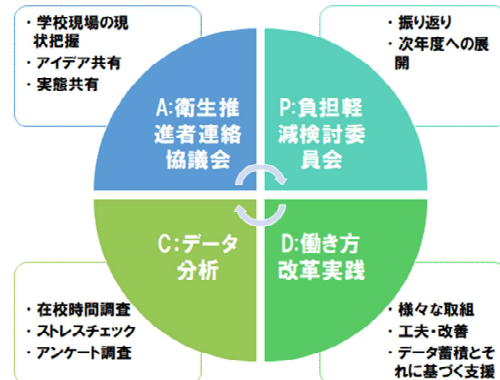 ・ 学校現場の現
状把握
・ アイデア共有
・ 実態共有
・ 振り返り
・ 次年度への展
開
A:衛生推
進者連絡
協議会
P:負担軽
減検討委
員会
C:データ
分析
D:働き方
改革実践
・ 在校時間調査
・ ストレスチェック
・ アンケート調査
・ 様々な取組
・ 工夫・改善
・ データ蓄積とそ
れに基づく支援